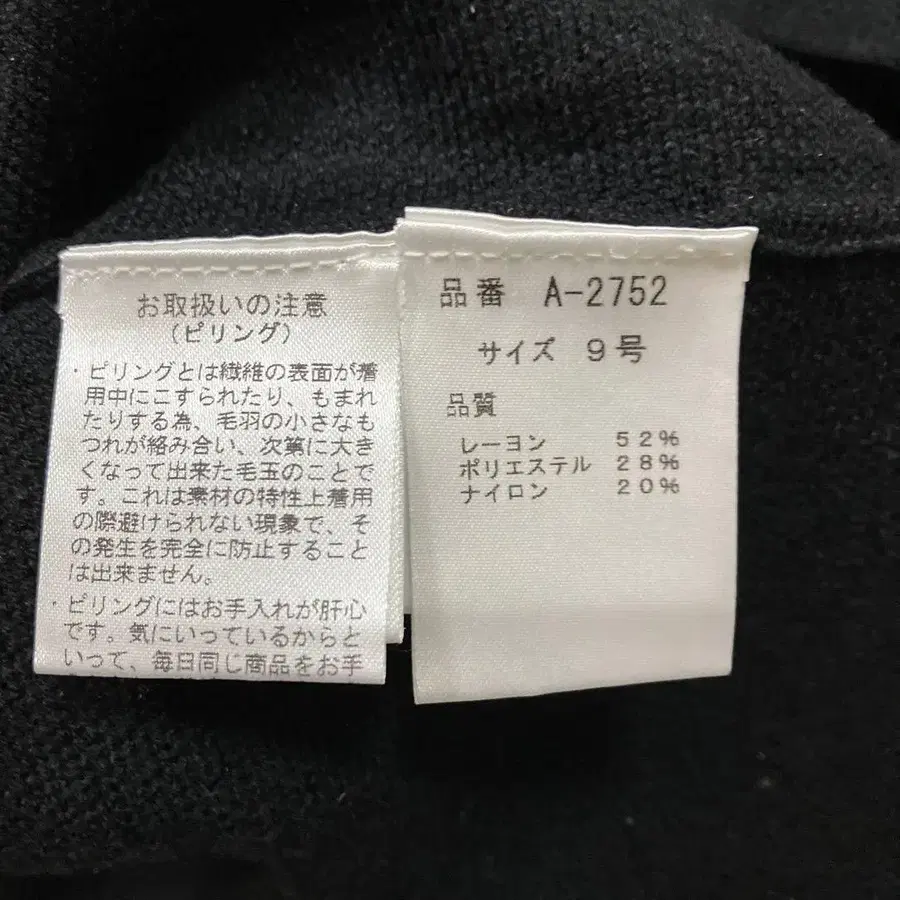 お取扱いの注意
(ピリング)
・ピリングとは繊維の表面が着
用中にこすられたり、もまれ
たりする為、毛羽の小さなも
つれが絡み合い、次第に大き
くなって出来た毛玉のことで
す。これは素材の特性上着用
の際避けられない現象で、そ
の発生を完全に防止すること
は出来ません。
・ピリングにはお手入れが肝心
です。気にいっているからと
いって、毎日同じ商品をお手
品番 A-2752
サイズ 9号
品質
レーヨン 52%
ポリエステル 28%
ナイロン 20%